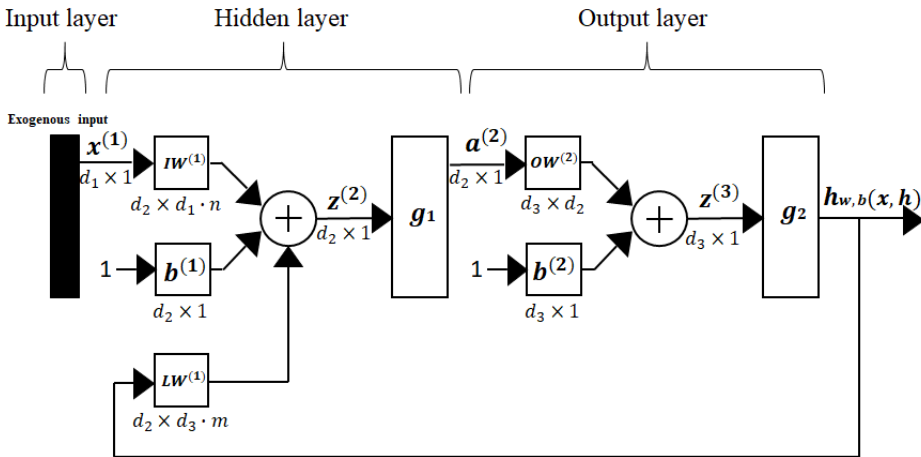 Input layer Hidden layer Output layer
Exogenous input
x⁽¹⁾
d₁ × 1
IW⁽¹⁾
d₂ × d₁ · n
1
b⁽¹⁾
d₂ × 1
LW⁽¹⁾
d₂ × d₃ · m
+
z⁽²⁾
d₂ × 1
g₁
a⁽²⁾
d₂ × 1
OW⁽²⁾
d₃ × d₂
1
b⁽²⁾
d₃ × 1
+
z⁽³⁾
d₃ × 1
g₂
h_{w,b}(x, h)